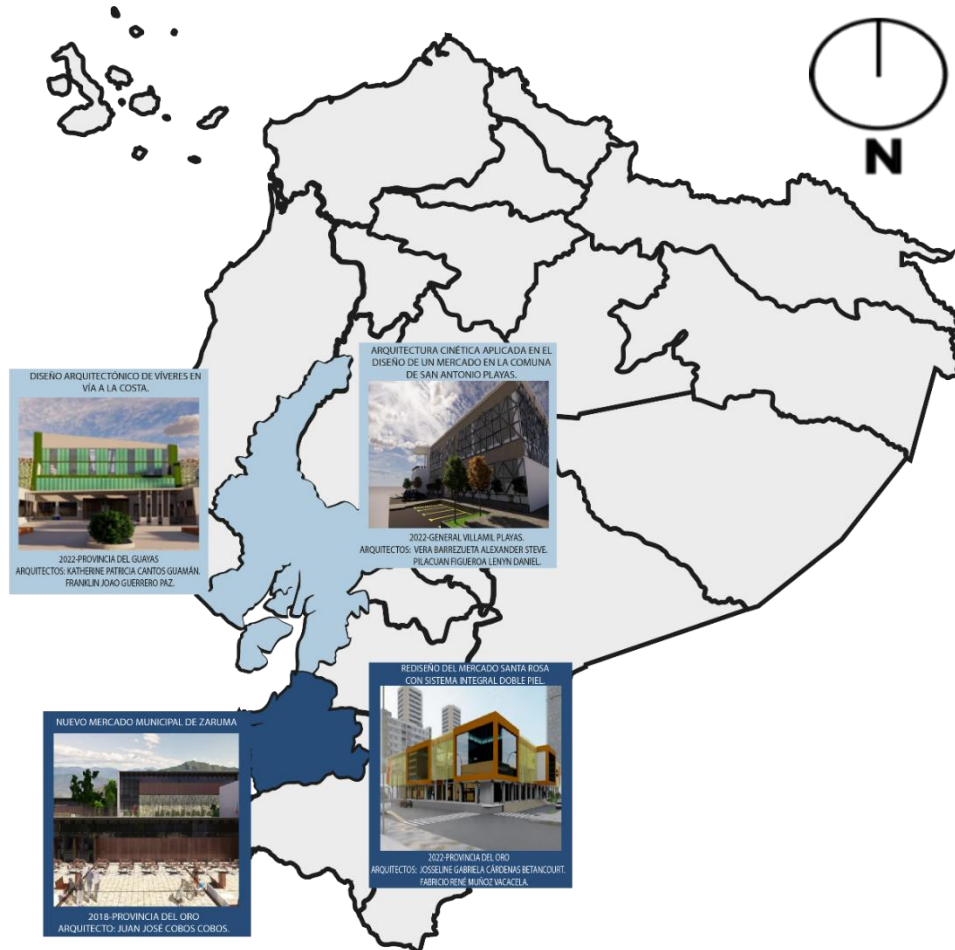 N
ARQUITECTURA CINÉTICA APLICADA EN EL
DISEÑO DE UN MERCADO EN LA COMUNA
DE SAN ANTONIO PLAYAS.
2022-GENERAL VILLAMIL PLAYAS.
ARQUITECTOS: VERA BARREZUETA ALEXANDER STEVE.
PILACUAN FIGUEROA LENYN DANIEL.
DISEÑO ARQUITECTÓNICO DE VÍVERES EN
VÍA A LA COSTA.
2022-PROVINCIA DEL GUAYAS
ARQUITECTOS: KATHERINE PATRICIA CANTOS GUAMÁN.
FRANKLIN JOAO GUERRERO PAZ.
REDISEÑO DEL MERCADO SANTA ROSA
CON SISTEMA INTEGRAL DOBLE PIEL.
2022-PROVINCIA DEL ORO
ARQUITECTOS: JOSSELINE GABRIELA CÁRDENAS BETANCOURT.
FABRICIO RENÉ MUÑOZ VACACELA.
NUEVO MERCADO MUNICIPAL DE ZARUMA
2018-PROVINCIA DEL ORO
ARQUITECTO: JUAN JOSÉ COBOS COBOS.